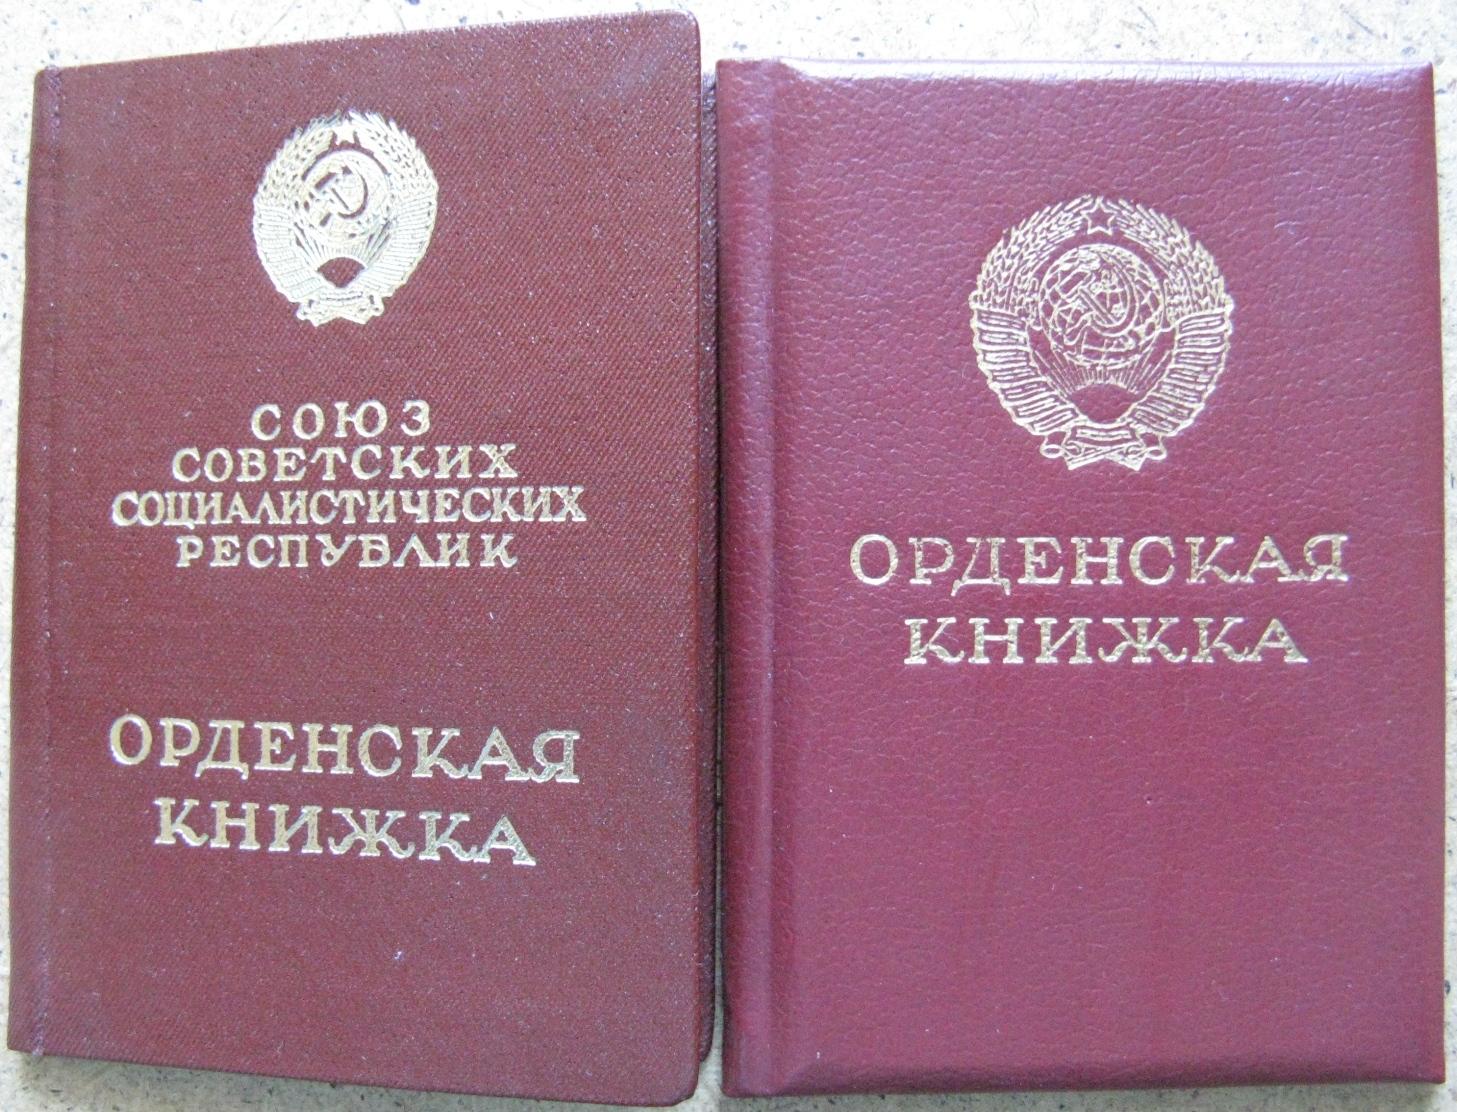 СОЮЗ
СОВЕТСКИХ
СОЦИАЛИСТИЧЕСКИХ
РЕСПУБЛИК
ОРДЕНСКАЯ
КНИЖКА
ОРДЕНСКАЯ
КНИЖКА